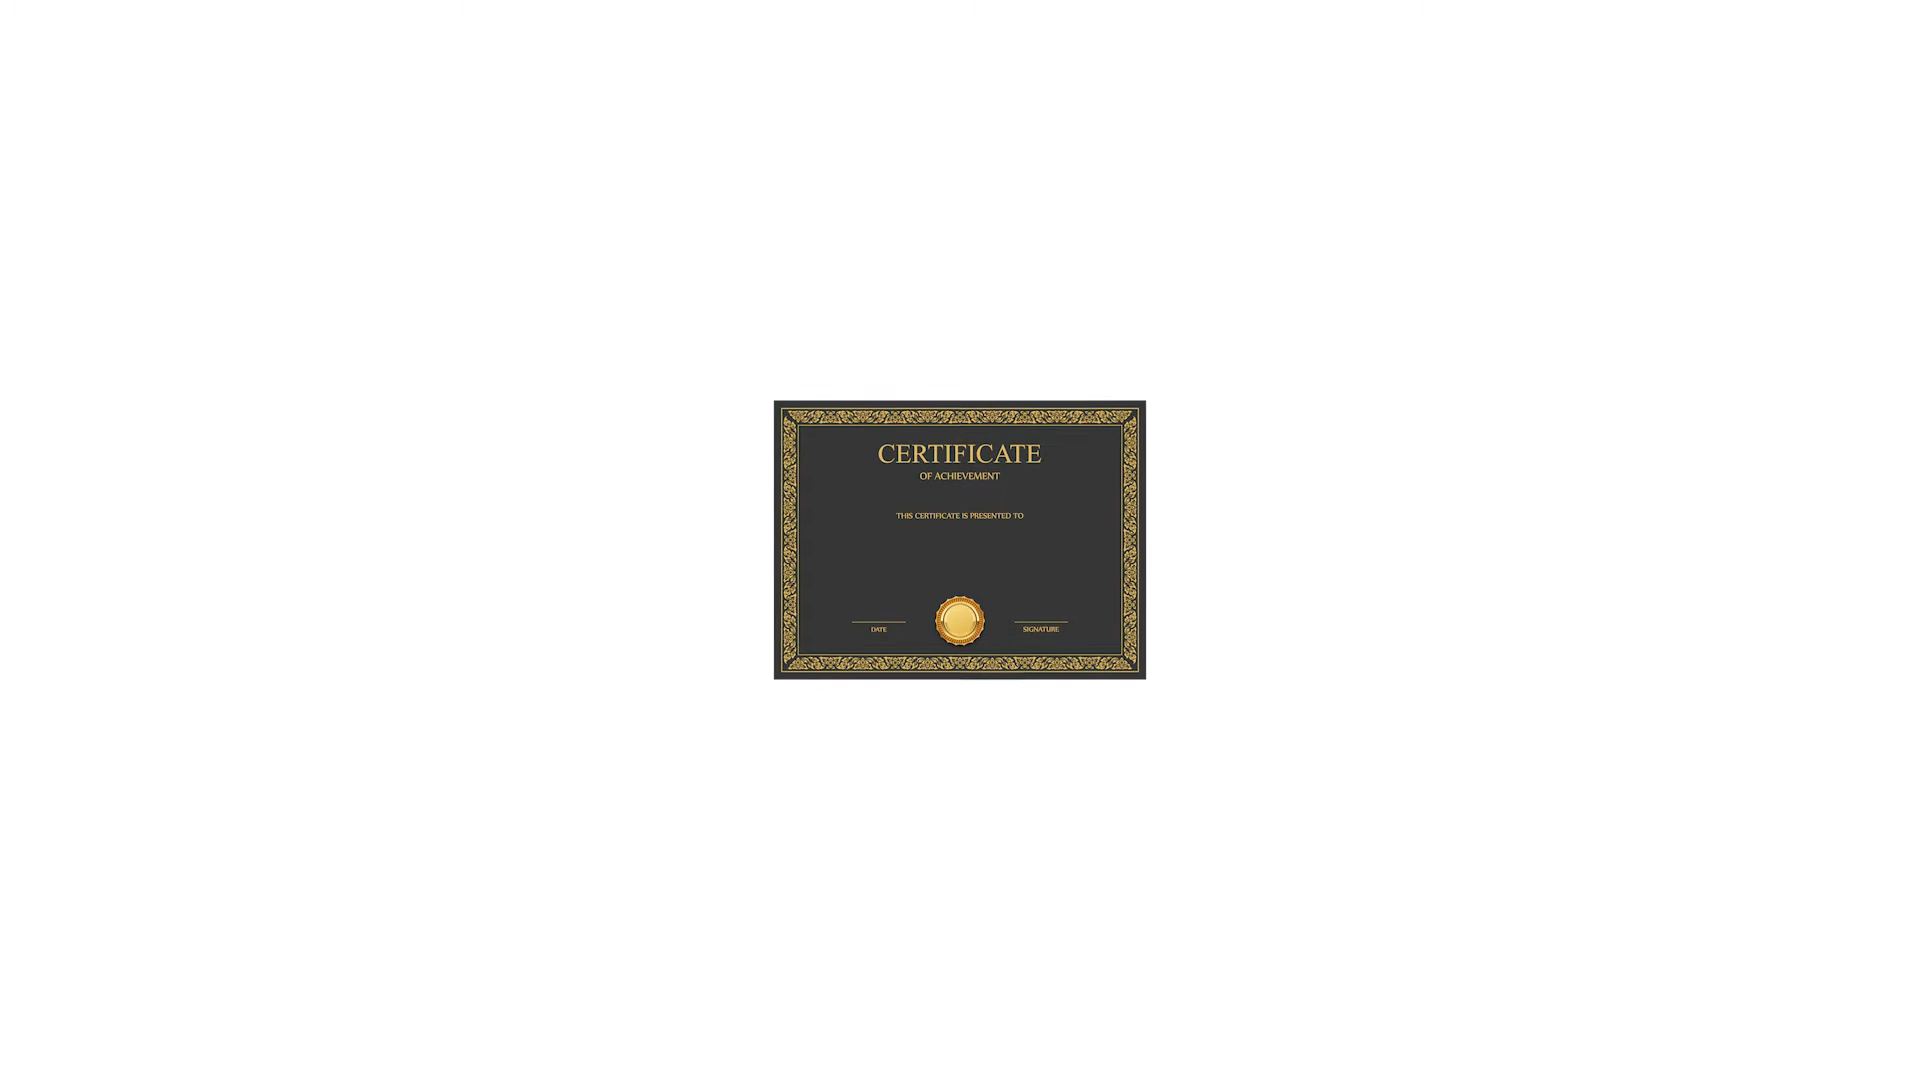 CERTIFICATE
OF ACHIEVEMENT
THIS CERTIFICATE IS PRESENTED TO
DATE
SIGNATURE